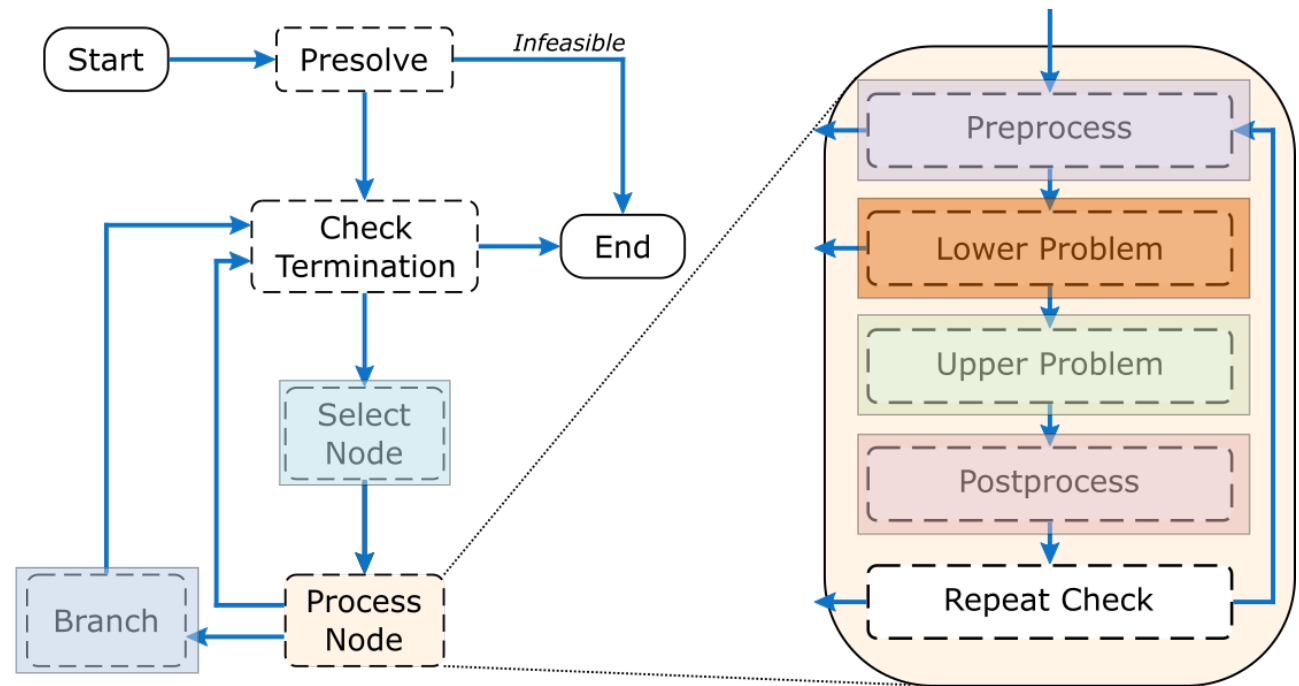 Start
Presolve
Infeasible
Check
Termination
End
Select
Node
Branch
Process
Node
Preprocess
Lower Problem
Upper Problem
Postprocess
Repeat Check